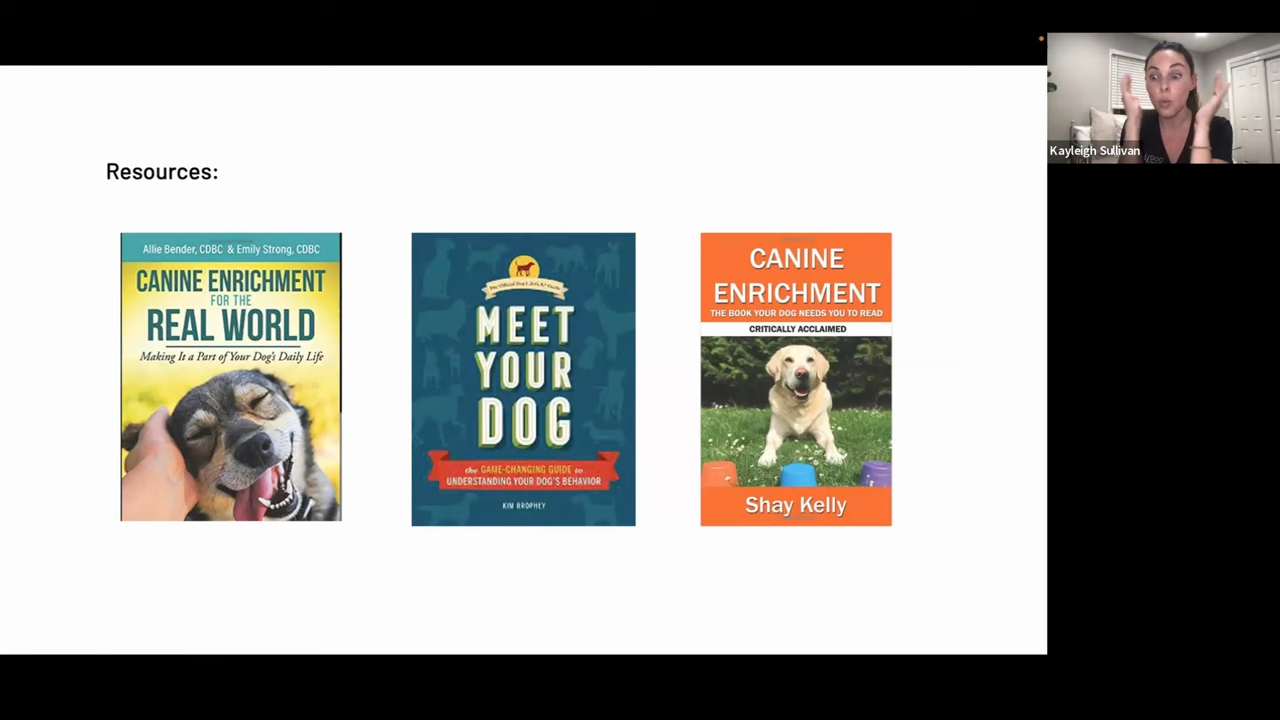 Resources:
Allie Bender, CDBC & Emily Strong, CDBC
CANINE ENRICHMENT
FOR THE
REAL WORLD
Making It a Part of Your Dog's Daily Life
MEET
YOUR
DOG
the GAME-CHANGING GUIDE to
UNDERSTANDING YOUR DOG'S BEHAVIOR
KIM BROPHEY
CANINE
ENRICHMENT
THE BOOK YOUR DOG NEEDS YOU TO READ
CRITICALLY ACCLAIMED
Shay Kelly
Kayleigh Sullivan